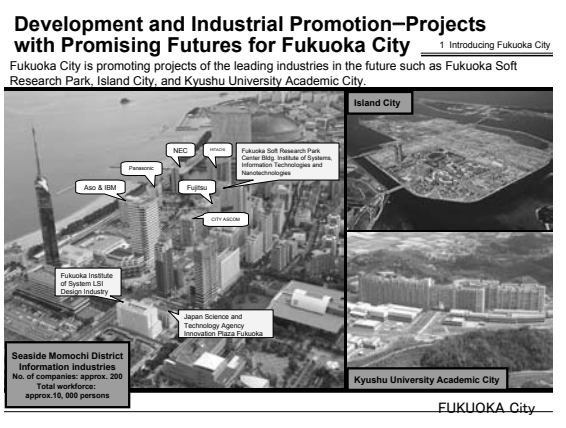 Development and Industrial Promotion–Projects
with Promising Futures for Fukuoka City
1 Introducing Fukuoka City
Fukuoka City is promoting projects of the leading industries in the future such as Fukuoka Soft
Research Park, Island City, and Kyushu University Academic City.
Island City
NEC
HITACHI
Fukuoka Soft Research Park
Center Bldg. Institute of Systems,
Information Technologies and
Nanotechnologies
Panasonic
Aso & IBM
Fujitsu
CITY ASCOM
Fukuoka Institute
of System LSI
Design Industry
Japan Science and
Technology Agency
Innovation Plaza Fukuoka
Seaside Momochi District
Information industries
No. of companies: approx. 200
Total workforce:
approx.10, 000 persons
Kyushu University Academic City
FUKUOKA City